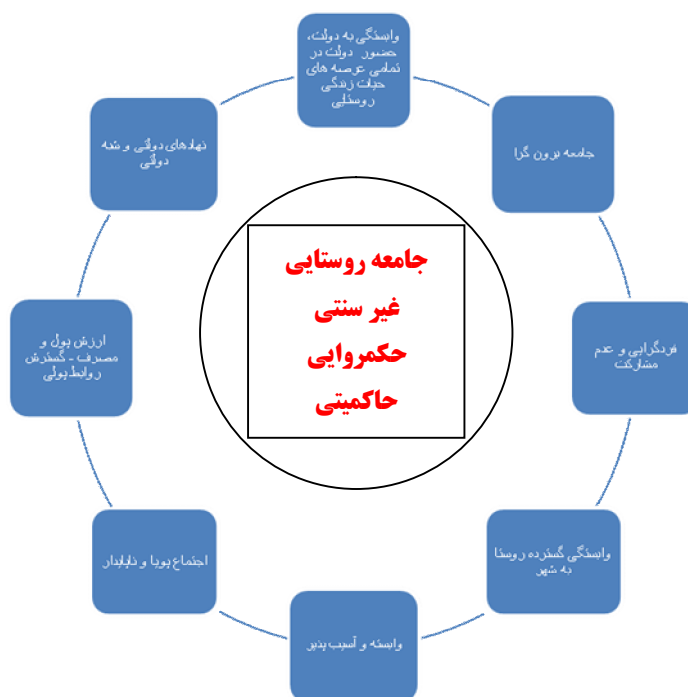 وابستگی به دولت،
حضور دولت در
تمامی عرصه های
حیات زندگی
روستایی
جامعه برون گرا
فردگرایی و عدم
مشارکت
وابستگی گسترده روستا
به شهر
وابسته و آسیب پذیر
اجتماع پویا و ناپایدار
ارزش پول و
مصرف - گسترش
روابط پولی
نهادهای دولتی و شبه
دولتی
جامعه روستایی
غیر سنتی
حکمروایی
حاکمیتی